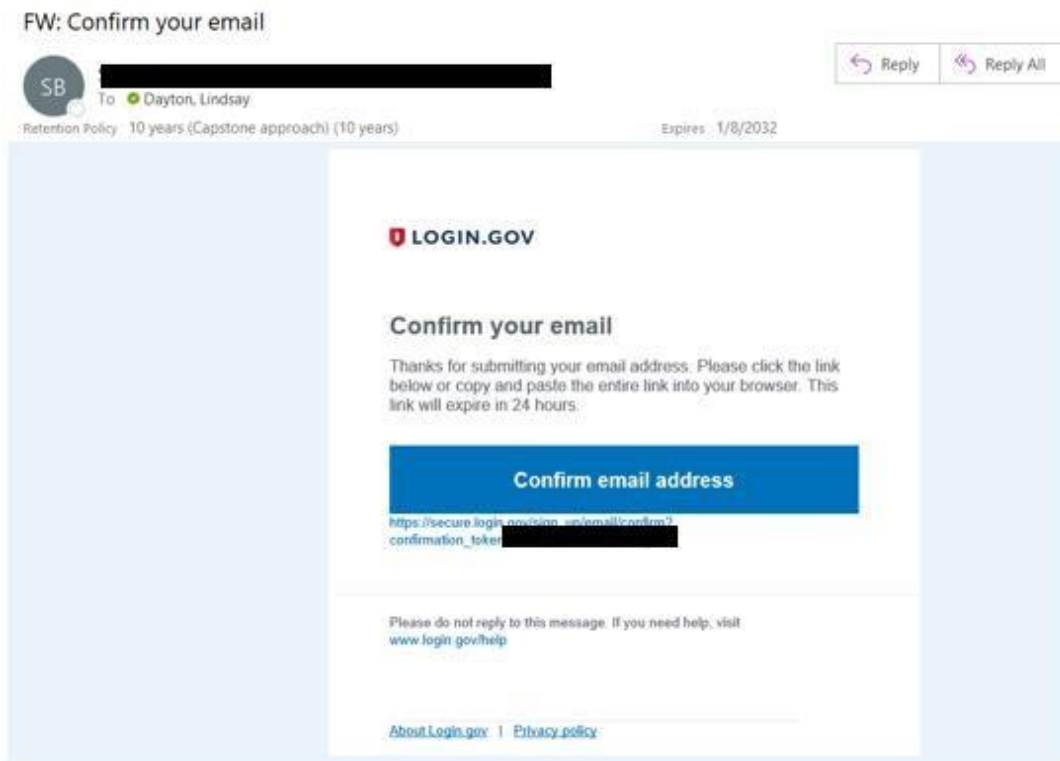 FW: Confirm your email
Reply
Reply All
SB
To Dayton, Lindsay
Retention Policy 10 years (Capstone approach) (10 years)
Expires 1/8/2032
LOGIN.GOV
Confirm your email
Thanks for submitting your email address. Please click the link
below or copy and paste the entire link into your browser. This
link will expire in 24 hours.
Confirm email address
https://secure.login.gov/sign_up/email/confirm?
confirmation_token
Please do not reply to this message. If you need help, visit
www.login.gov/help
About Login.gov | Privacy policy